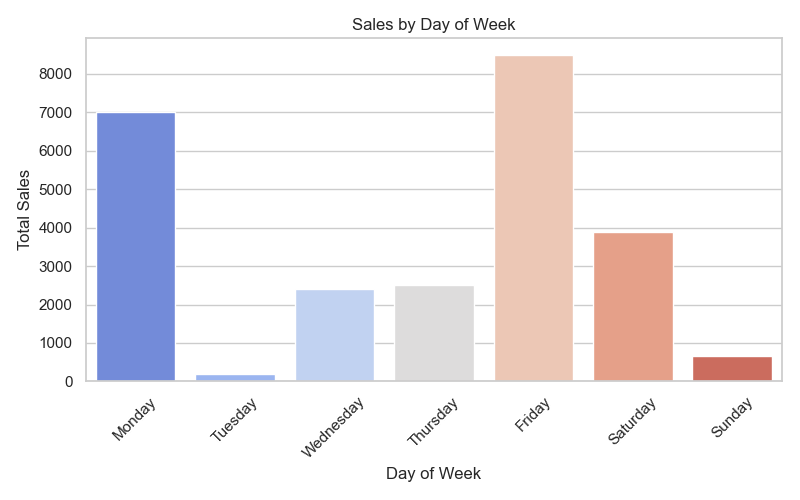 Sales by Day of Week
Total Sales
8000
7000
6000
5000
4000
3000
2000
1000
0
Monday
Tuesday
Wednesday
Thursday
Friday
Saturday
Sunday
Day of Week